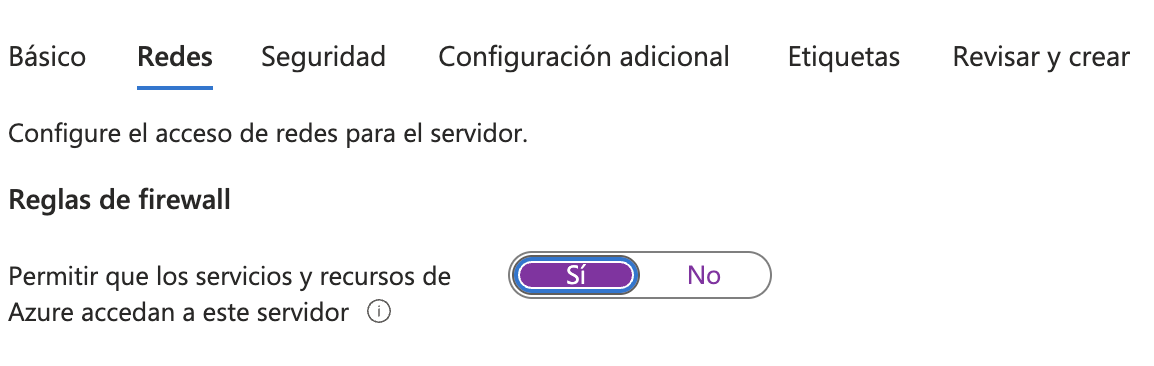 Básico Redes Seguridad Configuración adicional Etiquetas Revisar y crear
Configure el acceso de redes para el servidor.
Reglas de firewall
Permitir que los servicios y recursos de Sí No
Azure accedan a este servidor i